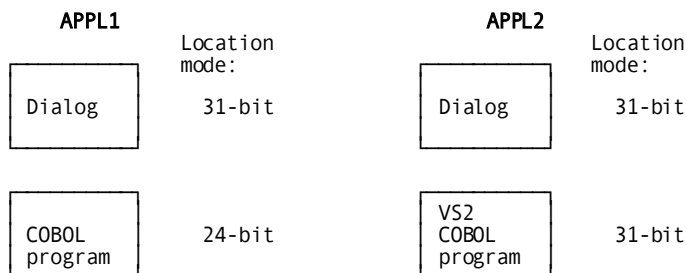 APPL1
Location
mode:
Dialog 31-bit
COBOL
program
24-bit
APPL2
Location
mode:
Dialog 31-bit
VS2
COBOL
program
31-bit